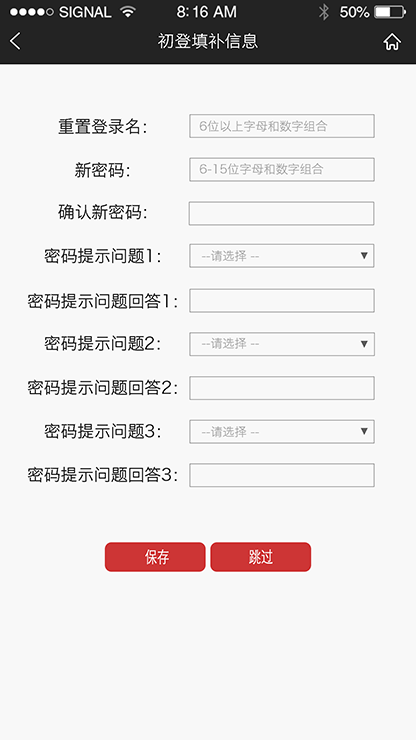 SIGNAL 8:16 AM 50%
初登填补信息
重置登录名： 6位以上字母和数字组合
新密码： 6-15位字母和数字组合
确认新密码：
密码提示问题1： --请选择 --
密码提示问题回答1：
密码提示问题2： --请选择 --
密码提示问题回答2：
密码提示问题3： --请选择 --
密码提示问题回答3：
保存 跳过